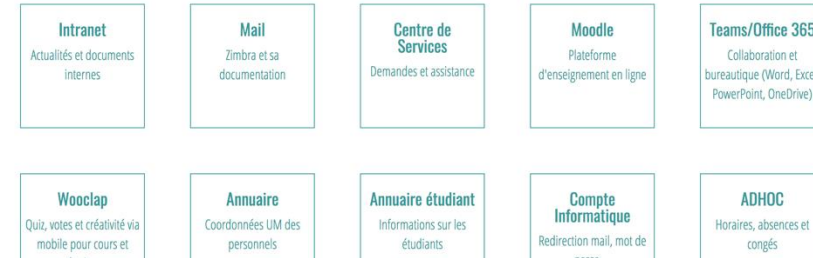 Intranet
Actualités et documents
internes
Mail
Zimbra et sa
documentation
Centre de
Services
Demandes et assistance
Moodle
Plateforme
d'enseignement en ligne
Teams/Office 365
Collaboration et
bureautique (Word, Exce
PowerPoint, OneDrive)
Wooclap
Quiz, votes et créativité via
mobile pour cours et
Annuaire
Coordonnées UM des
personnels
Annuaire étudiant
Informations sur les
étudiants
Compte
Informatique
Redirection mail, mot de
ADHOC
Horaires, absences et
congés